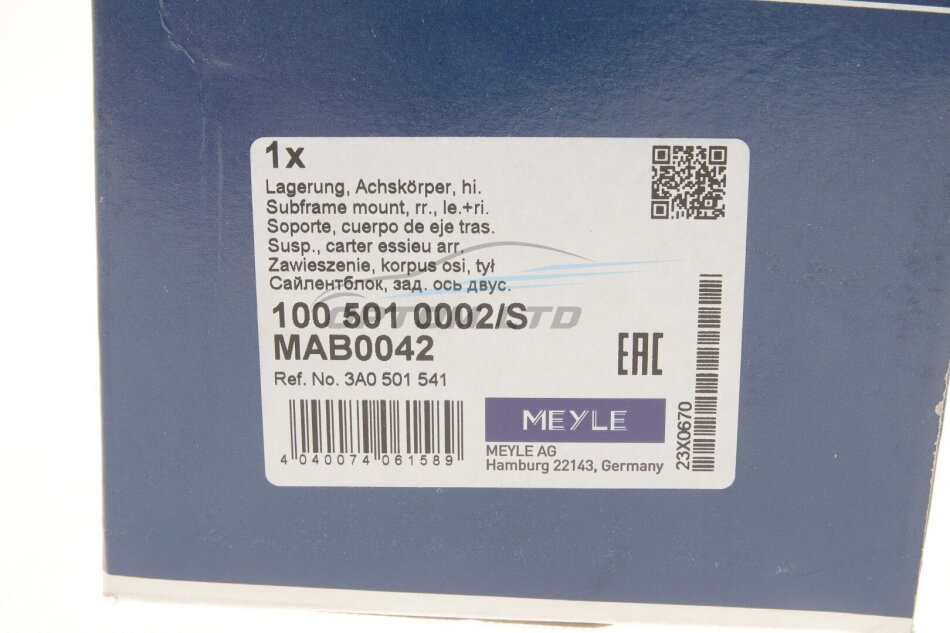 1x
Lagerung, Achskörper, hi.
Subframe mount, rr., le.+ri.
Soporte, cuerpo de eje tras.
Susp., carter essieu arr.
Zawieszenie, korpus osi, tył
Сайлентблок, зад. ось двус.
100 501 0002/S
MAB0042
Ref. No. 3A0 501 541
4 040074 061589
EAC
MEYLE
MEYLE AG
Hamburg 22143, Germany
23X0670